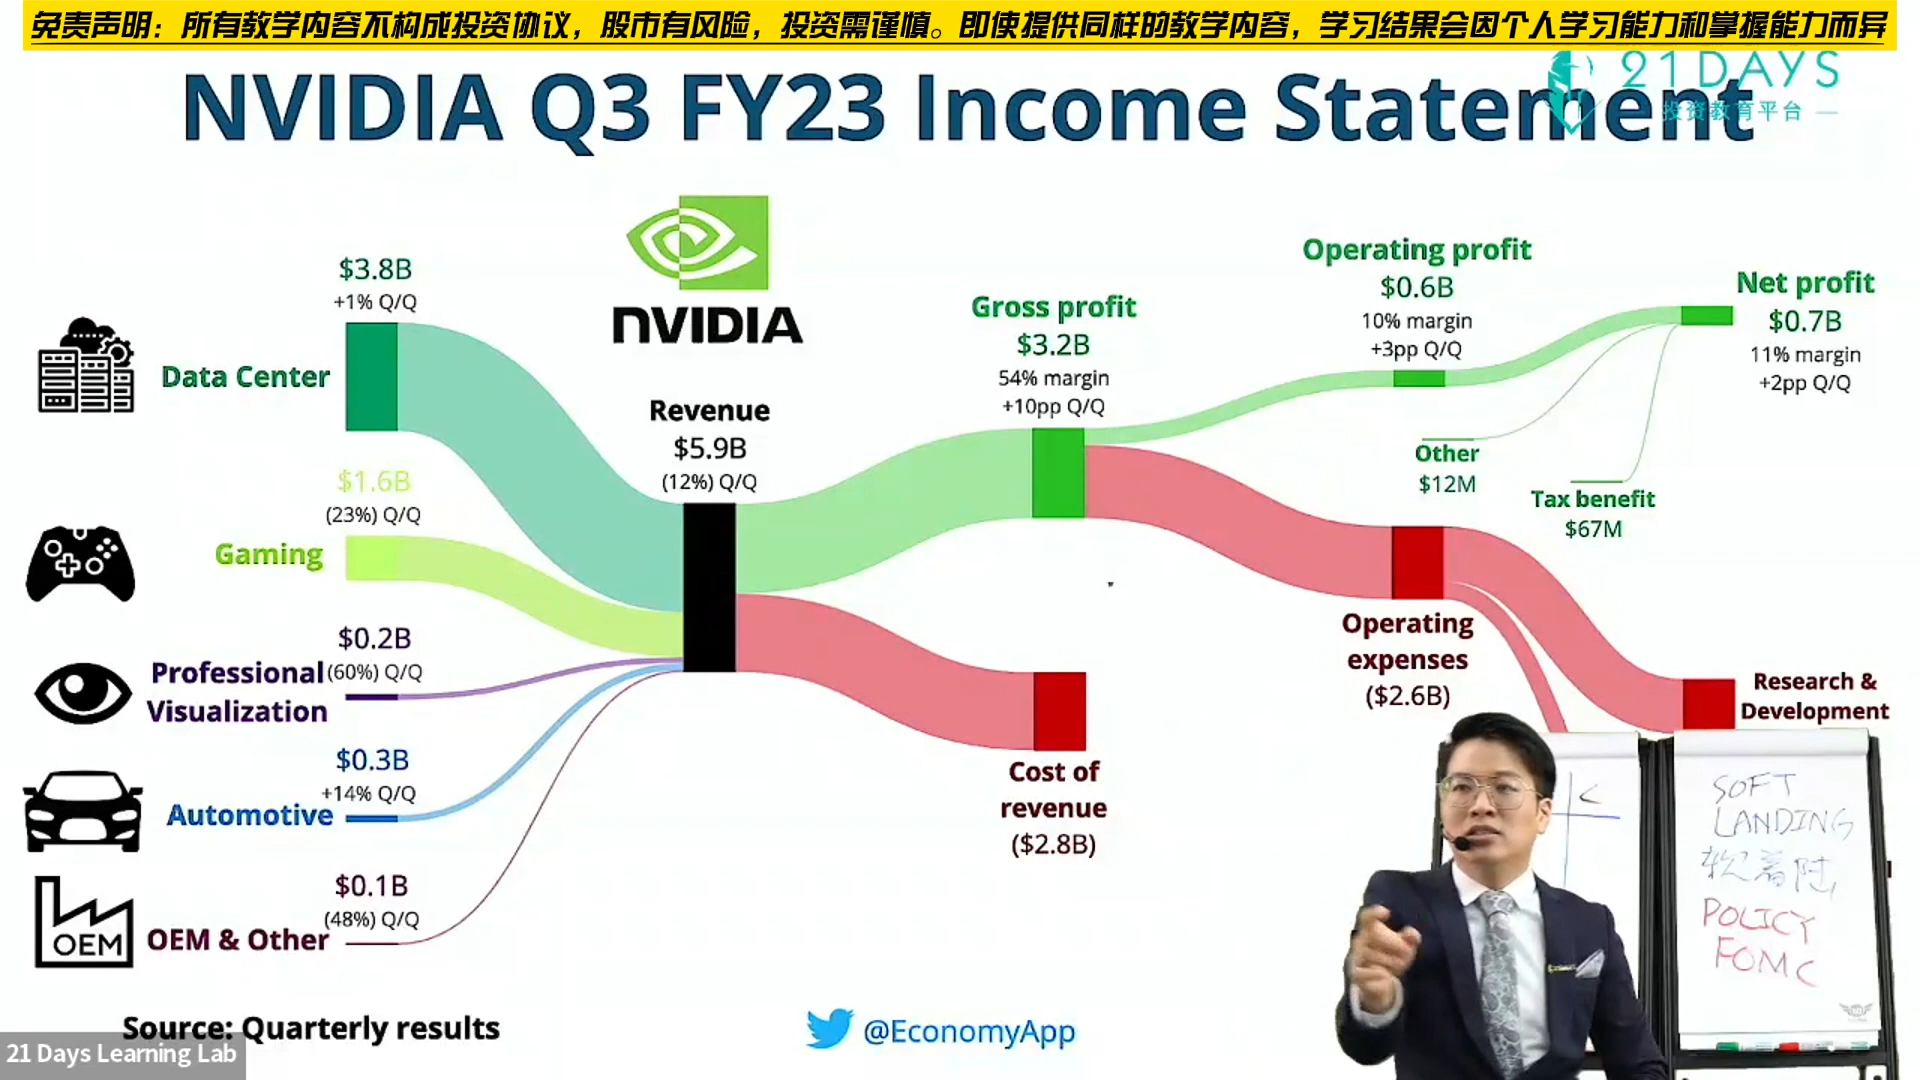 免责声明：所有教学内容不构成投资协议，股市有风险，投资需谨慎。即使提供同样的教学内容，学习结果会因个人学习能力和掌握能力而异
21DAYS
投资教育平台
NVIDIA Q3 FY23 Income Statement
nVIDIA
$3.8B
+1% Q/Q
Data Center
$1.6B
(23%) Q/Q
Gaming
$0.2B
(60%) Q/Q
Professional
Visualization
$0.3B
+14% Q/Q
Automotive
$0.1B
(48%) Q/Q
OEM
OEM & Other
Revenue
$5.9B
(12%) Q/Q
Gross profit
$3.2B
54% margin
+10pp Q/Q
Cost of
revenue
($2.8B)
Operating profit
$0.6B
10% margin
+3pp Q/Q
Other
$12M
Tax benefit
$67M
Net profit
$0.7B
11% margin
+2pp Q/Q
Operating
expenses
($2.6B)
Research &
Development
SOFT
LANDING
软着陆
POLICY
FOMC
Source: Quarterly results
@EconomyApp
21 Days Learning Lab